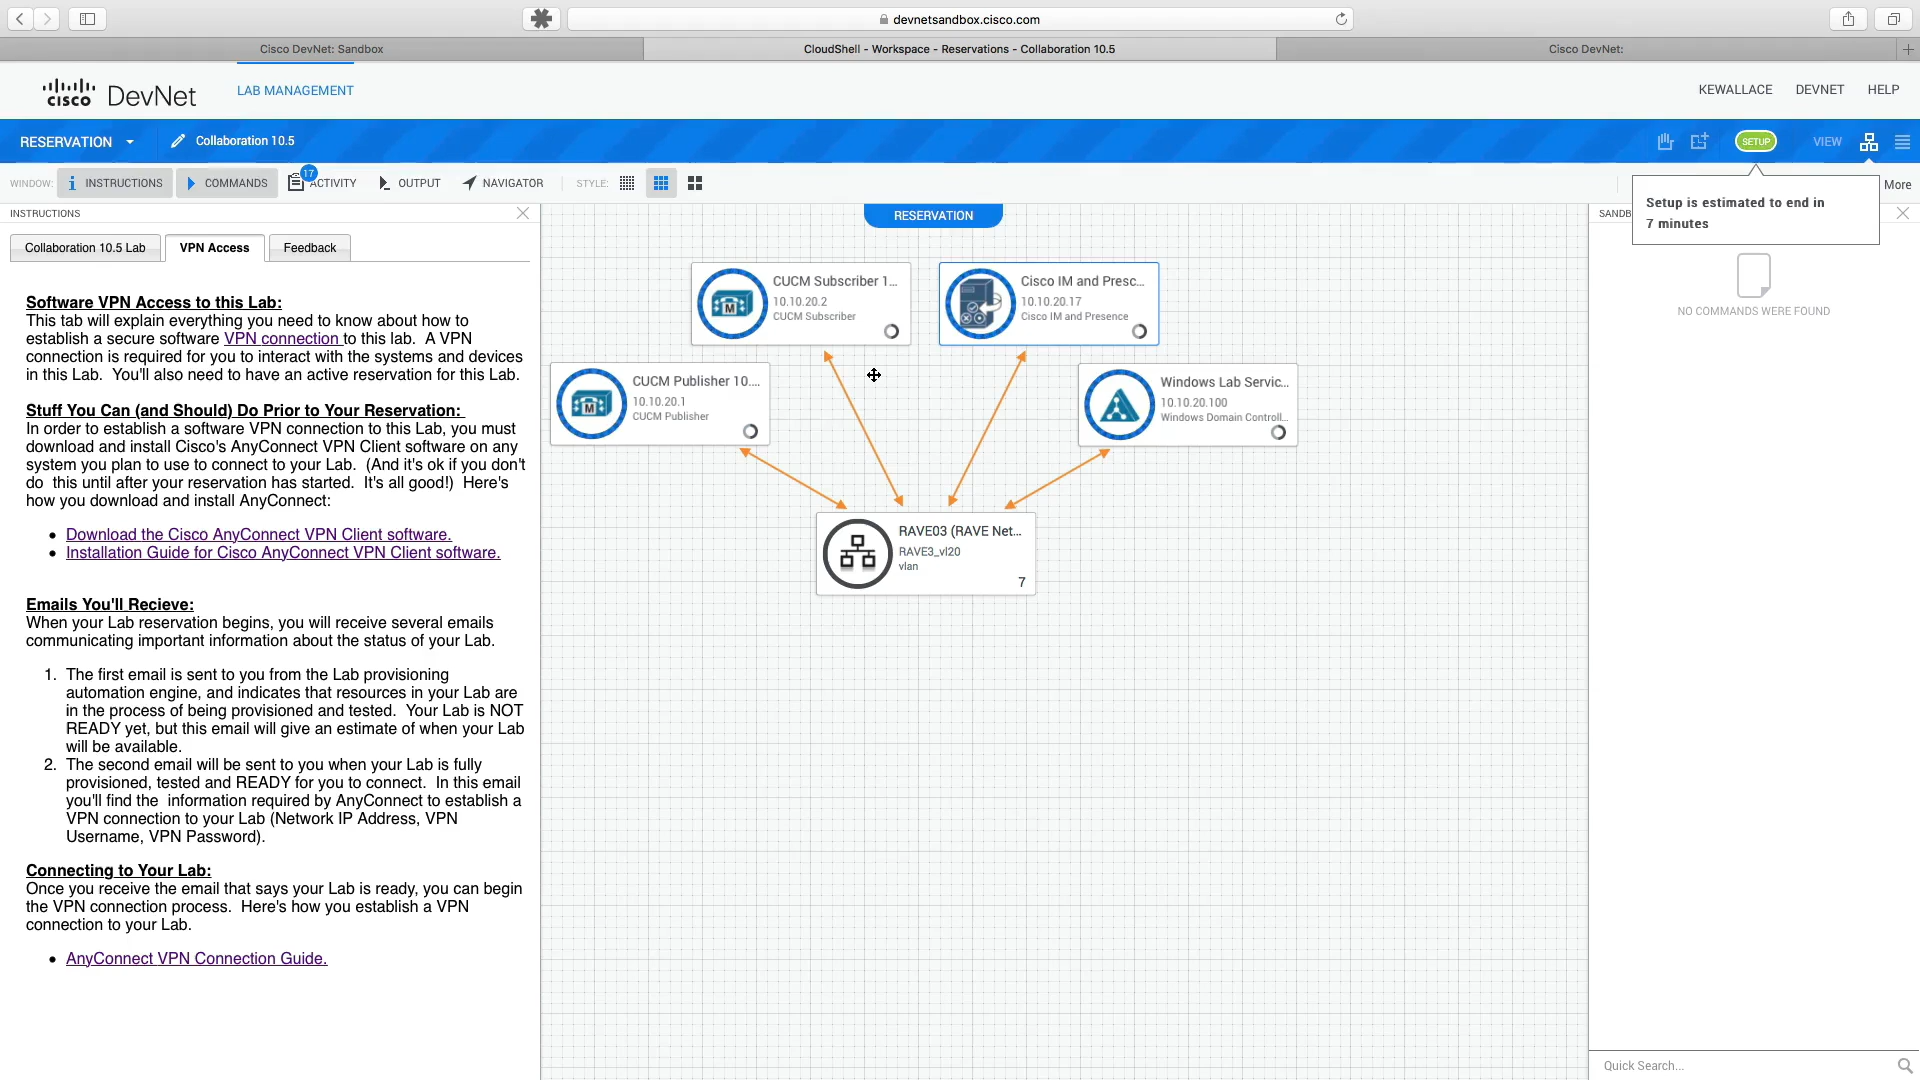 devnetsandbox.cisco.com
Cisco DevNet: Sandbox
CloudShell - Workspace - Reservations - Collaboration 10.5
Cisco DevNet:
cisco DevNet
LAB MANAGEMENT
KEWALLACE DEVNET HELP
RESERVATION Collaboration 10.5
SETUP VIEW
WINDOW: INSTRUCTIONS COMMANDS 17 ACTIVITY OUTPUT NAVIGATOR STYLE: More
Setup is estimated to end in
7 minutes
INSTRUCTIONS
RESERVATION
SANDB
Collaboration 10.5 Lab VPN Access Feedback
Software VPN Access to this Lab:
This tab will explain everything you need to know about how to
establish a secure software VPN connection to this lab.  A VPN
connection is required for you to interact with the systems and devices
in this Lab.  You'll also need to have an active reservation for this Lab.
Stuff You Can (and Should) Do Prior to Your Reservation:
In order to establish a software VPN connection to this Lab, you must
download and install Cisco's AnyConnect VPN Client software on any
system you plan to use to connect to your Lab.  (And it's ok if you don't
do  this until after your reservation has started.  It's all good!)  Here's
how you download and install AnyConnect:
• Download the Cisco AnyConnect VPN Client software.
• Installation Guide for Cisco AnyConnect VPN Client software.
Emails You'll Recieve:
When your Lab reservation begins, you will receive several emails
communicating important information about the status of your Lab.
1. The first email is sent to you from the Lab provisioning
automation engine, and indicates that resources in your Lab are
in the process of being provisioned and tested.  Your Lab is NOT
READY yet, but this email will give an estimate of when your Lab
will be available.
2. The second email will be sent to you when your Lab is fully
provisioned, tested and READY for you to connect.  In this email
you'll find the  information required by AnyConnect to establish a
VPN connection to your Lab (Network IP Address, VPN
Username, VPN Password).
Connecting to Your Lab:
Once you receive the email that says your Lab is ready, you can begin
the VPN connection process.  Here's how you establish a VPN
connection to your Lab.
• AnyConnect VPN Connection Guide.
CUCM Subscriber 1...
10.10.20.2
CUCM Subscriber
M
Cisco IM and Presc...
10.10.20.17
Cisco IM and Presence
CUCM Publisher 10....
10.10.20.1
CUCM Publisher
M
Windows Lab Servic...
10.10.20.100
Windows Domain Controll...
RAVE03 (RAVE Net...
RAVE3_vl20
vlan
7
NO COMMANDS WERE FOUND
Quick Search...